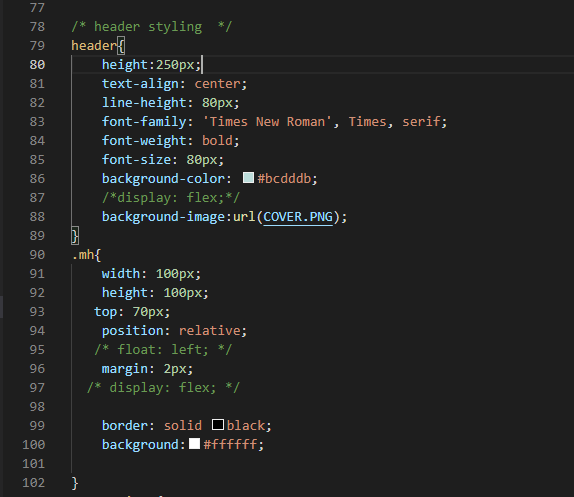 77
78 /* header styling  */
79 header{
80     height:250px;
81     text-align: center;
82     line-height: 80px;
83     font-family: 'Times New Roman', Times, serif;
84     font-weight: bold;
85     font-size: 80px;
86     background-color: #bcdddb;
87     /*display: flex;*/
88     background-image:url(COVER.PNG);
89 }
90 .mh{
91     width: 100px;
92     height: 100px;
93    top: 70px;
94     position: relative;
95    /* float: left; */
96     margin: 2px;
97   /* display: flex; */
98
99     border: solid black;
100     background:#ffffff;
101
102 }